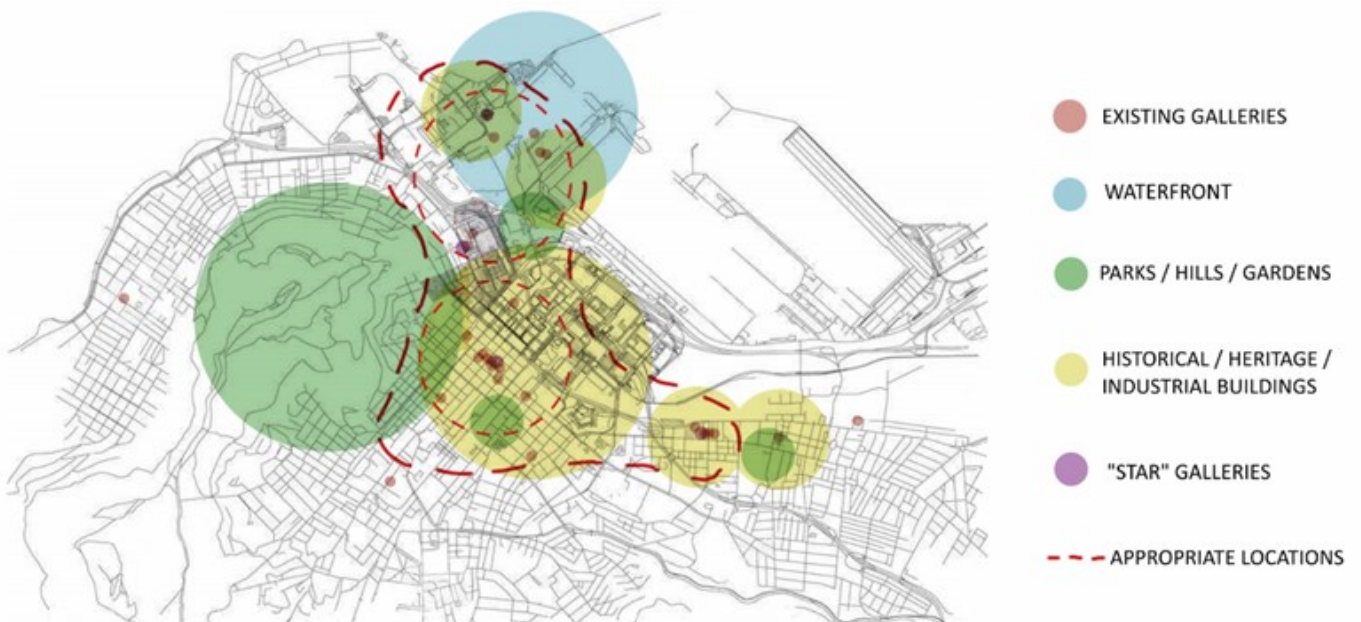 EXISTING GALLERIES
WATERFRONT
PARKS / HILLS / GARDENS
HISTORICAL / HERITAGE /
INDUSTRIAL BUILDINGS
"STAR" GALLERIES
APPROPRIATE LOCATIONS